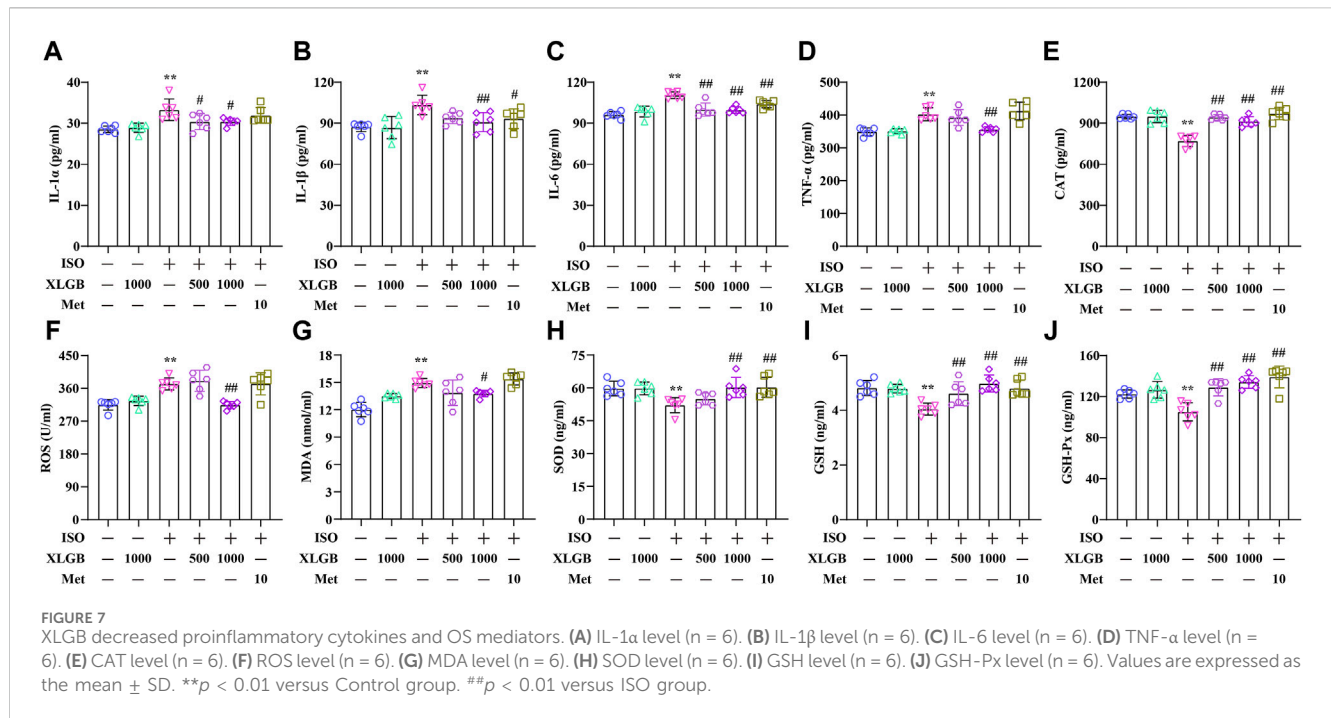 A
B
C
D
E
** # #
** ## #
** ## ## ##
** ##
** ## ## ##
IL-1α (pg/ml)
40
30
20
10
0
IL-1β (pg/ml)
160
120
90
60
30
0
IL-6 (pg/ml)
160
120
80
40
0
TNF-α (pg/ml)
500
400
300
200
100
0
CAT (pg/ml)
1200
900
600
300
0
ISO — — + + + +
XLGB — 1000 — 500 1000 —
Met — — — — — 10
ISO — — + + + +
XLGB — 1000 — 500 1000 —
Met — — — — — 10
ISO — — + + + +
XLGB — 1000 — 500 1000 —
Met — — — — — 10
ISO — — + + + +
XLGB — 1000 — 500 1000 —
Met — — — — — 10
ISO — — + + + +
XLGB — 1000 — 500 1000 —
Met — — — — — 10
F
G
H
I
J
** ##
** #
** ## ##
** ## ## ##
** ## ## ##
ROS (U/ml)
450
360
270
180
90
0
MDA (nmol/ml)
18
15
12
9
6
3
0
SOD (ng/ml)
75
60
45
30
15
0
GSH (ng/ml)
6
4
2
0
GSH-Px (ng/ml)
160
120
80
40
0
ISO — — + + + +
XLGB — 1000 — 500 1000 —
Met — — — — — 10
ISO — — + + + +
XLGB — 1000 — 500 1000 —
Met — — — — — 10
ISO — — + + + +
XLGB — 1000 — 500 1000 —
Met — — — — — 10
ISO — — + + + +
XLGB — 1000 — 500 1000 —
Met — — — — — 10
ISO — — + + + +
XLGB — 1000 — 500 1000 —
Met — — — — — 10
FIGURE 7
XLGB decreased proinflammatory cytokines and OS mediators. (A) IL-1α level (n = 6). (B) IL-1β level (n = 6). (C) IL-6 level (n = 6). (D) TNF-α level (n =
6). (E) CAT level (n = 6). (F) ROS level (n = 6). (G) MDA level (n = 6). (H) SOD level (n = 6). (I) GSH level (n = 6). (J) GSH-Px level (n = 6). Values are expressed as
the mean ± SD. **p < 0.01 versus Control group. ##p < 0.01 versus ISO group.